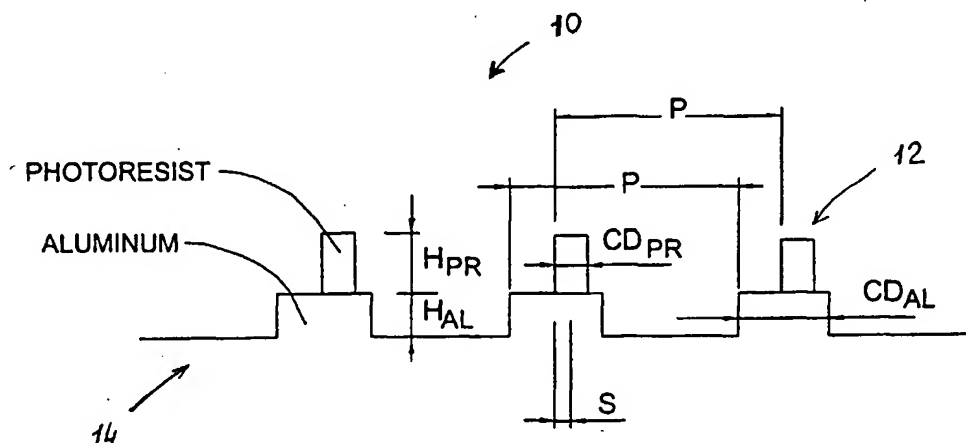 10
P
12
PHOTORESIST
P
ALUMINUM
HPR
CDPR
HAL
CDAL
S
14